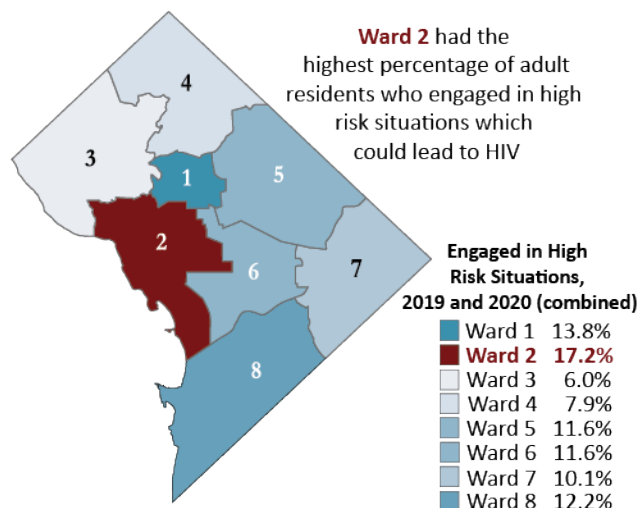 Ward 2 had the
highest percentage of adult
residents who engaged in high
risk situations which
could lead to HIV
4
3
1
5
2
6
7
8
Engaged in High
Risk Situations,
2019 and 2020 (combined)
Ward 1 13.8%
Ward 2 17.2%
Ward 3 6.0%
Ward 4 7.9%
Ward 5 11.6%
Ward 6 11.6%
Ward 7 10.1%
Ward 8 12.2%